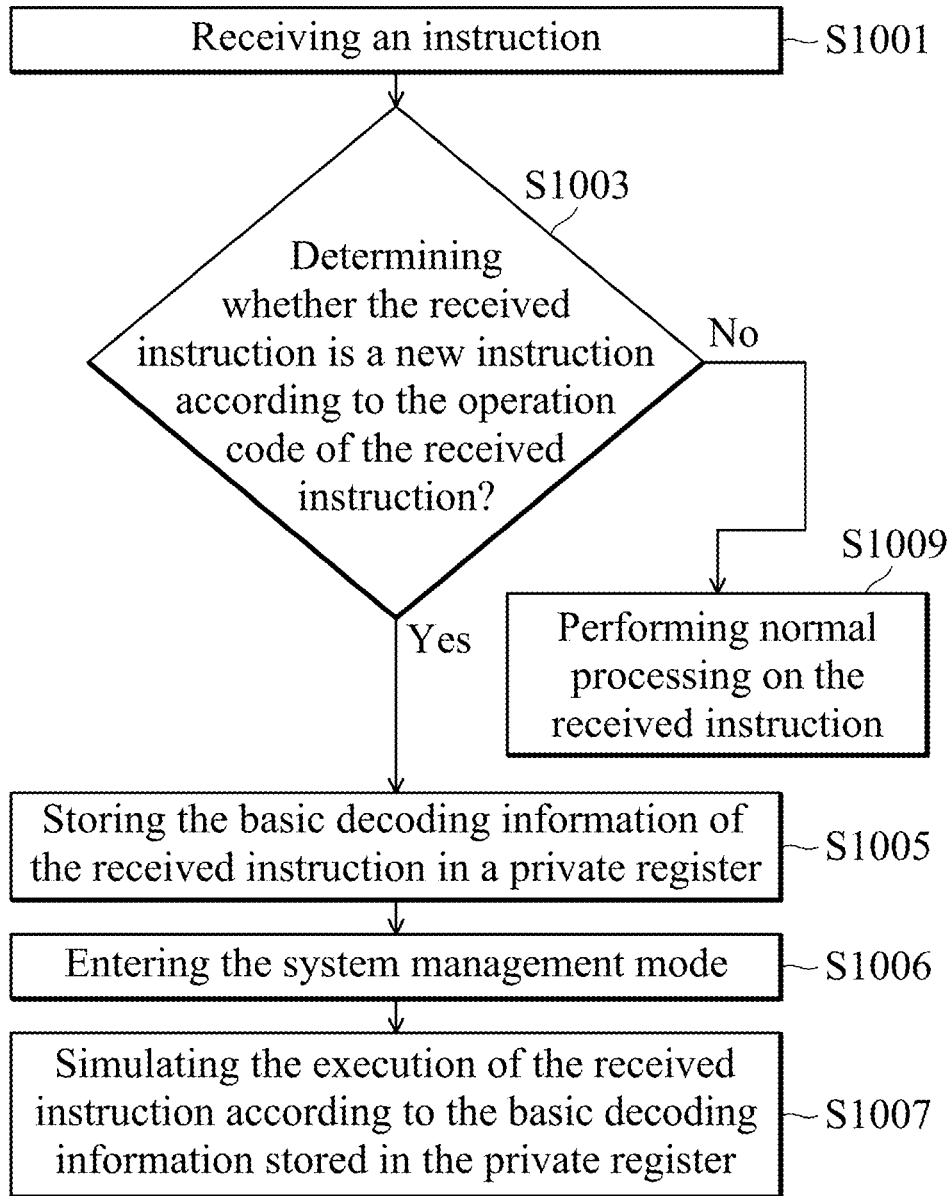 Receiving an instruction
S1001
S1003
Determining
whether the received
instruction is a new instruction
according to the operation
code of the received
instruction?
No
S1009
Yes
Performing normal
processing on the
received instruction
Storing the basic decoding information of
the received instruction in a private register
S1005
Entering the system management mode
S1006
Simulating the execution of the received
instruction according to the basic decoding
information stored in the private register
S1007